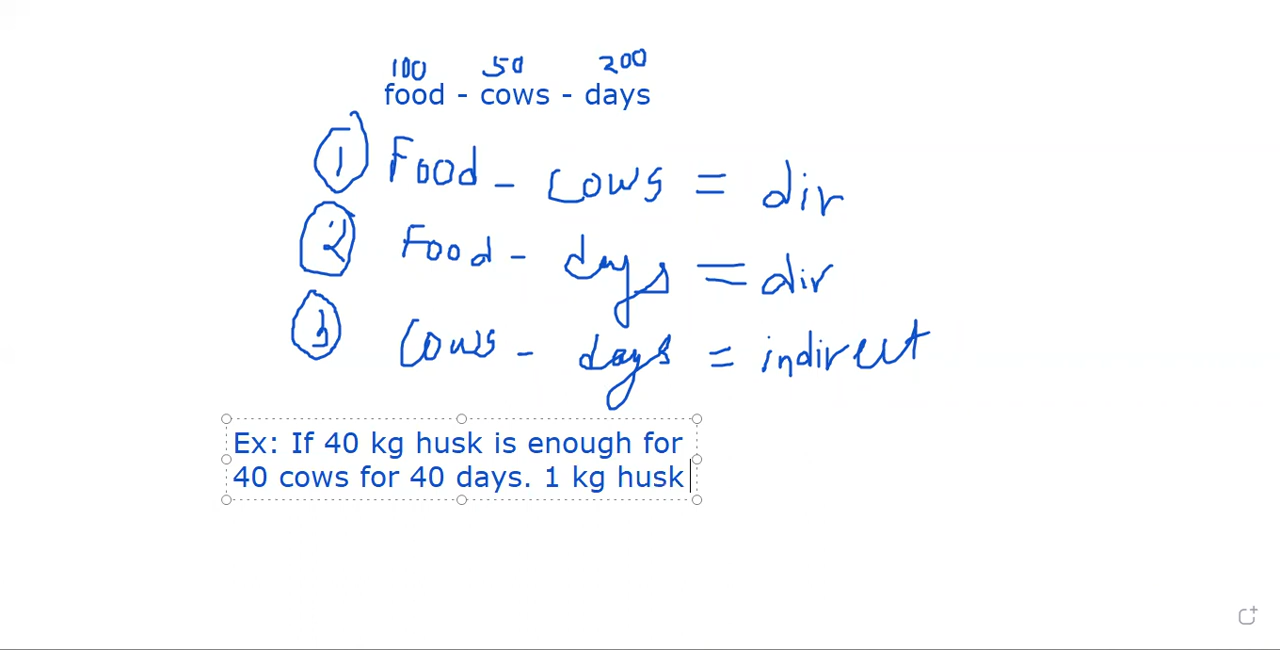 100 50 200
food - cows - days
1 Food - cows = dir
2 Food - days = dir
3 Cows - days = indirect
Ex: If 40 kg husk is enough for
40 cows for 40 days. 1 kg husk